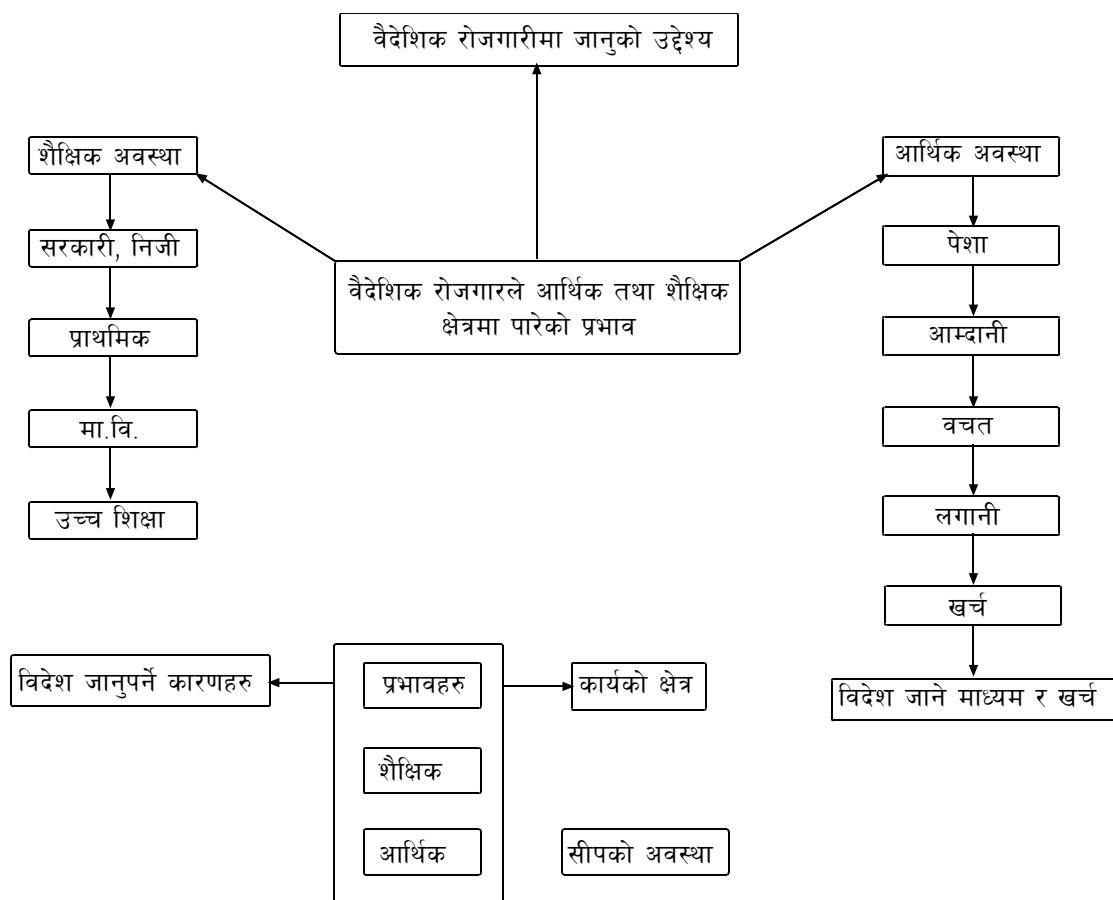 वैदेशिक रोजगारीमा जानुको उद्देश्य
शैक्षिक अवस्था
आर्थिक अवस्था
सरकारी, निजी
पेशा
वैदेशिक रोजगारले आर्थिक तथा शैक्षिक
क्षेत्रमा पारेको प्रभाव
प्राथमिक
आम्दानी
मा.वि.
वचत
उच्च शिक्षा
लगानी
खर्च
विदेश जानुपर्ने कारणहरु
प्रभावहरु
कार्यको क्षेत्र
विदेश जाने माध्यम र खर्च
शैक्षिक
आर्थिक
सीपको अवस्था